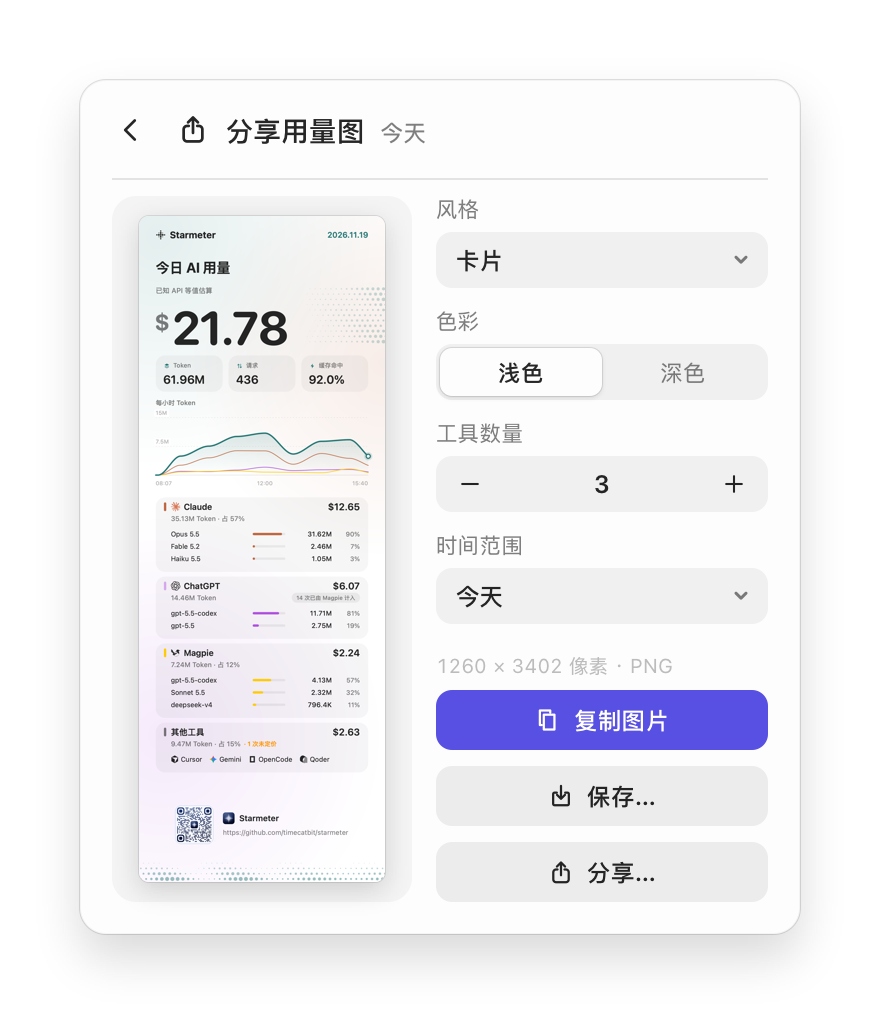 分享用量图 今天
Starmeter 2026.11.19
今日 AI 用量
已知 API 等值估算
$21.78
Token 请求 缓存命中
61.96M 436 92.0%
每小时 Token
15M
7.5M
08:07 12:00 15:40
Claude $12.65
35.13M Token · 占 57%
Opus 5.5 31.62M 90%
Fable 5.2 2.46M 7%
Haiku 5.5 1.05M 3%
ChatGPT $6.07
14.46M Token 14 次已由 Magpie 计入
gpt-5.5-codex 11.71M 81%
gpt-5.5 2.75M 19%
Magpie $2.24
7.24M Token · 占 12%
gpt-5.5-codex 4.13M 57%
Sonnet 5.5 2.32M 32%
deepseek-v4 796.4K 11%
其他工具 $2.63
9.47M Token · 占 15% · 1 次未定价
Cursor Gemini OpenCode Qoder
Starmeter
https://github.com/timecatbit/starmeter
风格
卡片
色彩
浅色 深色
工具数量
− 3 +
时间范围
今天
1260 × 3402 像素 · PNG
复制图片
保存...
分享...